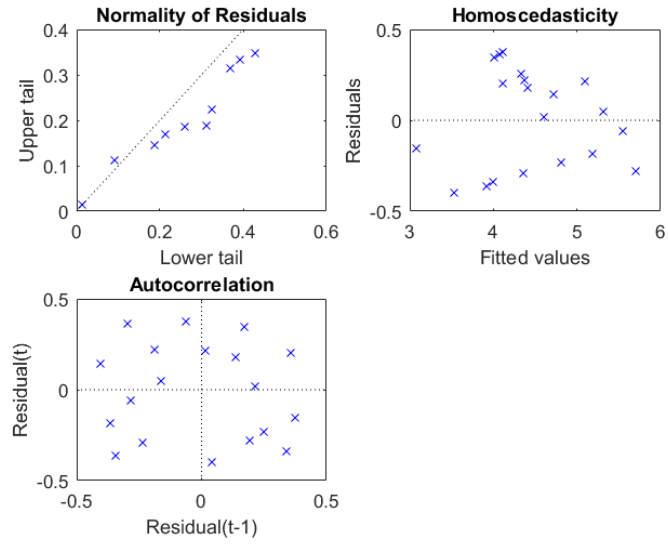 Normality of Residuals
Upper tail
0.4
0.3
0.2
0.1
0
0
0.2
0.4
0.6
Lower tail
Homoscedasticity
Residuals
0.5
0
-0.5
3
4
5
6
Fitted values
Autocorrelation
Residual(t)
0.5
0
-0.5
-0.5
0
0.5
Residual(t-1)